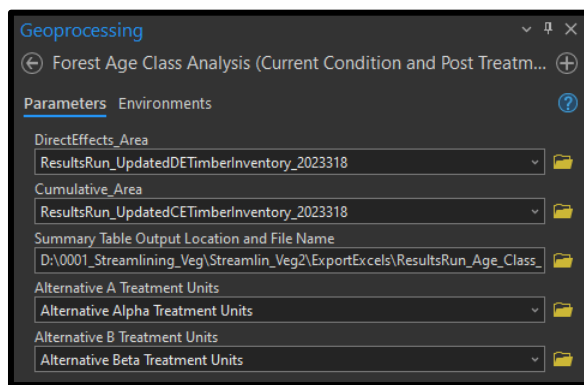 Geoprocessing
Forest Age Class Analysis (Current Condition and Post Treatm...
Parameters Environments
DirectEffects_Area
ResultsRun_UpdatedDETimberInventory_2023318
Cumulative_Area
ResultsRun_UpdatedCETimberInventory_2023318
Summary Table Output Location and File Name
D:\0001_Streamlining_Veg\Streamlin_Veg2\ExportExcels\ResultsRun_Age_Class_
Alternative A Treatment Units
Alternative Alpha Treatment Units
Alternative B Treatment Units
Alternative Beta Treatment Units